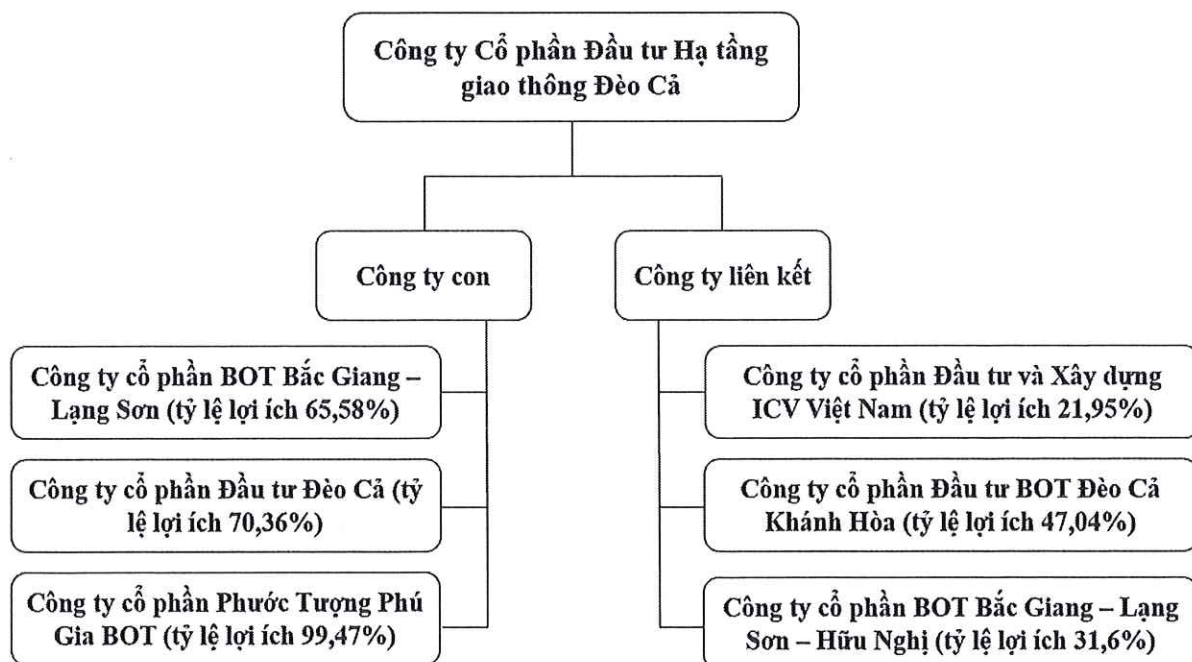 Công ty Cổ phần Đầu tư Hạ tầng
giao thông Đèo Cả
Công ty con
Công ty liên kết
Công ty cổ phần BOT Bắc Giang –
Lạng Sơn (tỷ lệ lợi ích 65,58%)
Công ty cổ phần Đầu tư Đèo Cả (tỷ
lệ lợi ích 70,36%)
Công ty cổ phần Phước Tượng Phú
Gia BOT (tỷ lệ lợi ích 99,47%)
Công ty cổ phần Đầu tư và Xây dựng
ICV Việt Nam (tỷ lệ lợi ích 21,95%)
Công ty cổ phần Đầu tư BOT Đèo Cả
Khánh Hòa (tỷ lệ lợi ích 47,04%)
Công ty cổ phần BOT Bắc Giang – Lạng
Sơn – Hữu Nghị (tỷ lệ lợi ích 31,6%)